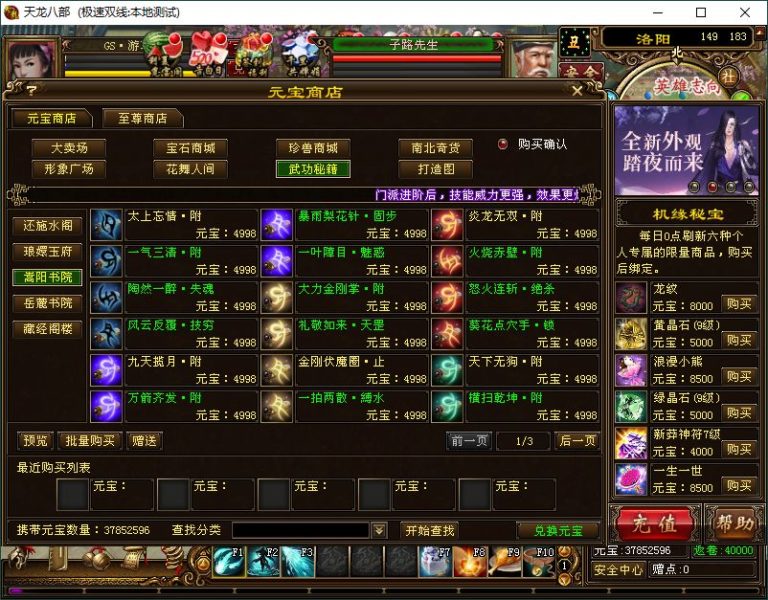 天龙八部 (极速双线:本地测试)
GS·游
500
子路先生
丑
洛阳
149 183
北
安全
社
英雄志向
?
元宝商店
元宝商店 至尊商店
大卖场 宝石商城 珍兽商城 南北奇货
购买确认
形象广场 花舞人间 武功秘籍 打造图
门派进阶后，技能威力更强，效果更
还施水阁
琅嬛玉府
嵩阳书院
岳麓书院
藏经阁楼
太上忘情·附
元宝：4998
暴雨梨花针·固步
元宝：4998
炎龙无双·附
元宝：4998
一气三清·附
元宝：4998
一叶障目·魅惑
元宝：4998
火烧赤壁·附
元宝：4998
陶然一醉·失魂
元宝：4998
大力金刚掌·附
元宝：4998
怒火连斩·绝杀
元宝：4998
风云反覆·技穷
元宝：4998
礼敬如来·天罡
元宝：4998
葵花点穴手·锁
元宝：4998
九天揽月·附
元宝：4998
金刚伏魔圈·止
元宝：4998
天下无狗·附
元宝：4998
万箭齐发·附
元宝：4998
一拍两散·缚水
元宝：4998
横扫乾坤·附
元宝：4998
预览 批量购买 赠送
前一页 1/3 后一页
最近购买列表
元宝： 元宝： 元宝： 元宝： 元宝：
携带元宝数量：37852596 查找分类 开始查找 兑换元宝
全新外观
踏夜而来
机缘秘宝
每日0点刷新六种个
人专属的限量商品，购买
后绑定。
龙纹
元宝：8000 购买
黄晶石(9级)
元宝：5000 购买
浪漫小熊
元宝：8500 购买
绿晶石(9级)
元宝：5000 购买
新莽神符7级
元宝：4000 购买
一生一世
元宝：8500 购买
充值 帮助
元宝:37852596 返卷:40000
安全中心 赠点:0
F1 F2 F3 F7 F8 F9 F10
1